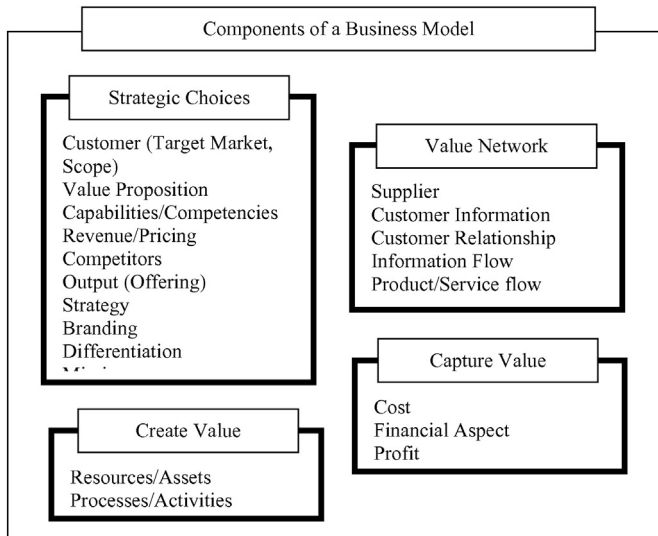 Components of a Business Model
Strategic Choices
Customer (Target Market,
Scope)
Value Proposition
Capabilities/Competencies
Revenue/Pricing
Competitors
Output (Offering)
Strategy
Branding
Differentiation
Value Network
Supplier
Customer Information
Customer Relationship
Information Flow
Product/Service flow
Create Value
Resources/Assets
Processes/Activities
Capture Value
Cost
Financial Aspect
Profit